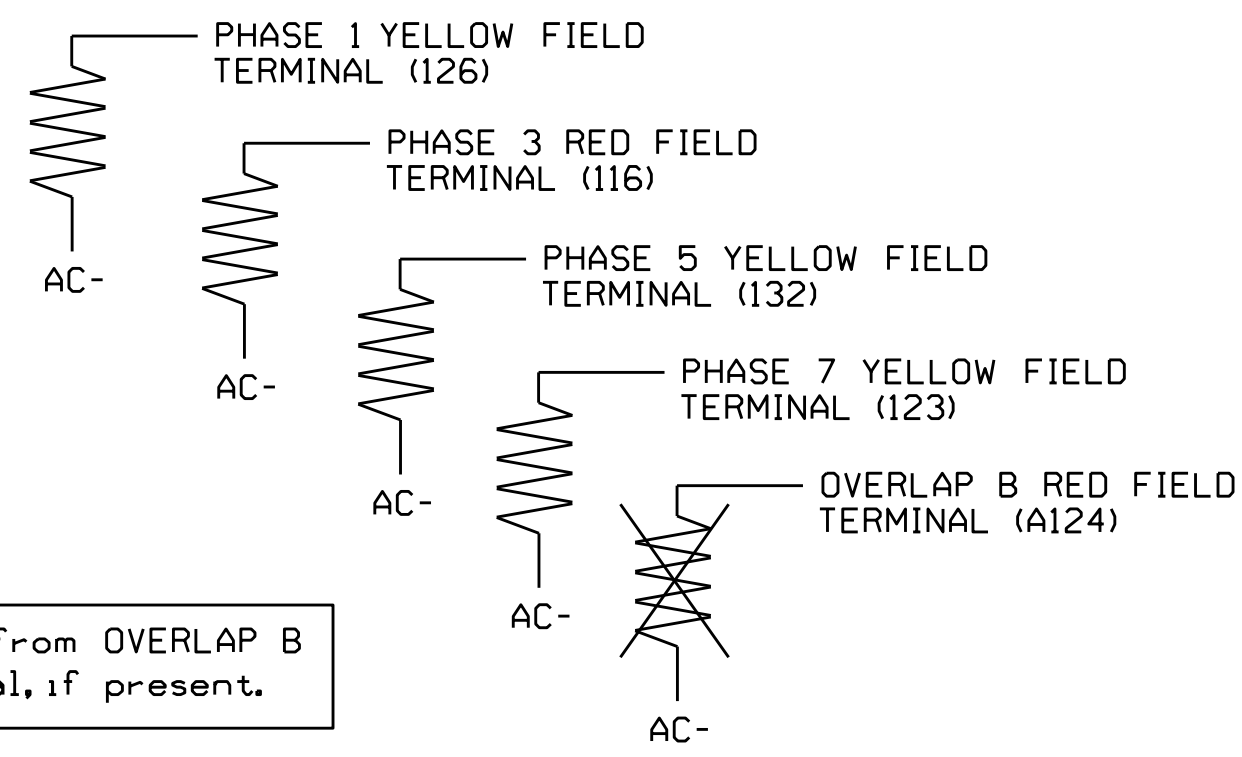 PHASE 1 YELLOW FIELD
TERMINAL (126)
PHASE 3 RED FIELD
TERMINAL (116)
AC-
PHASE 5 YELLOW FIELD
TERMINAL (132)
AC-
PHASE 7 YELLOW FIELD
TERMINAL (123)
AC-
OVERLAP B RED FIELD
TERMINAL (A124)
AC-
from OVERLAP B
al, if present.
AC-